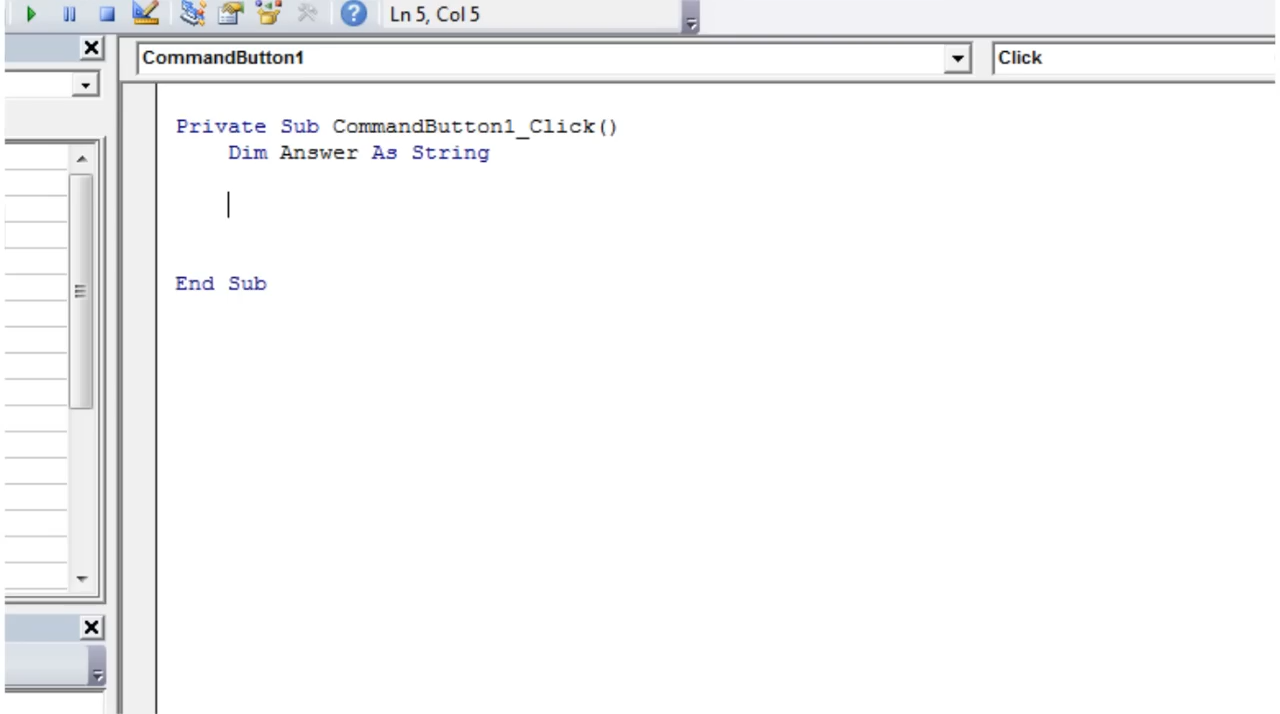 Ln 5, Col 5
CommandButton1
Click
Private Sub CommandButton1_Click()
Dim Answer As String
End Sub